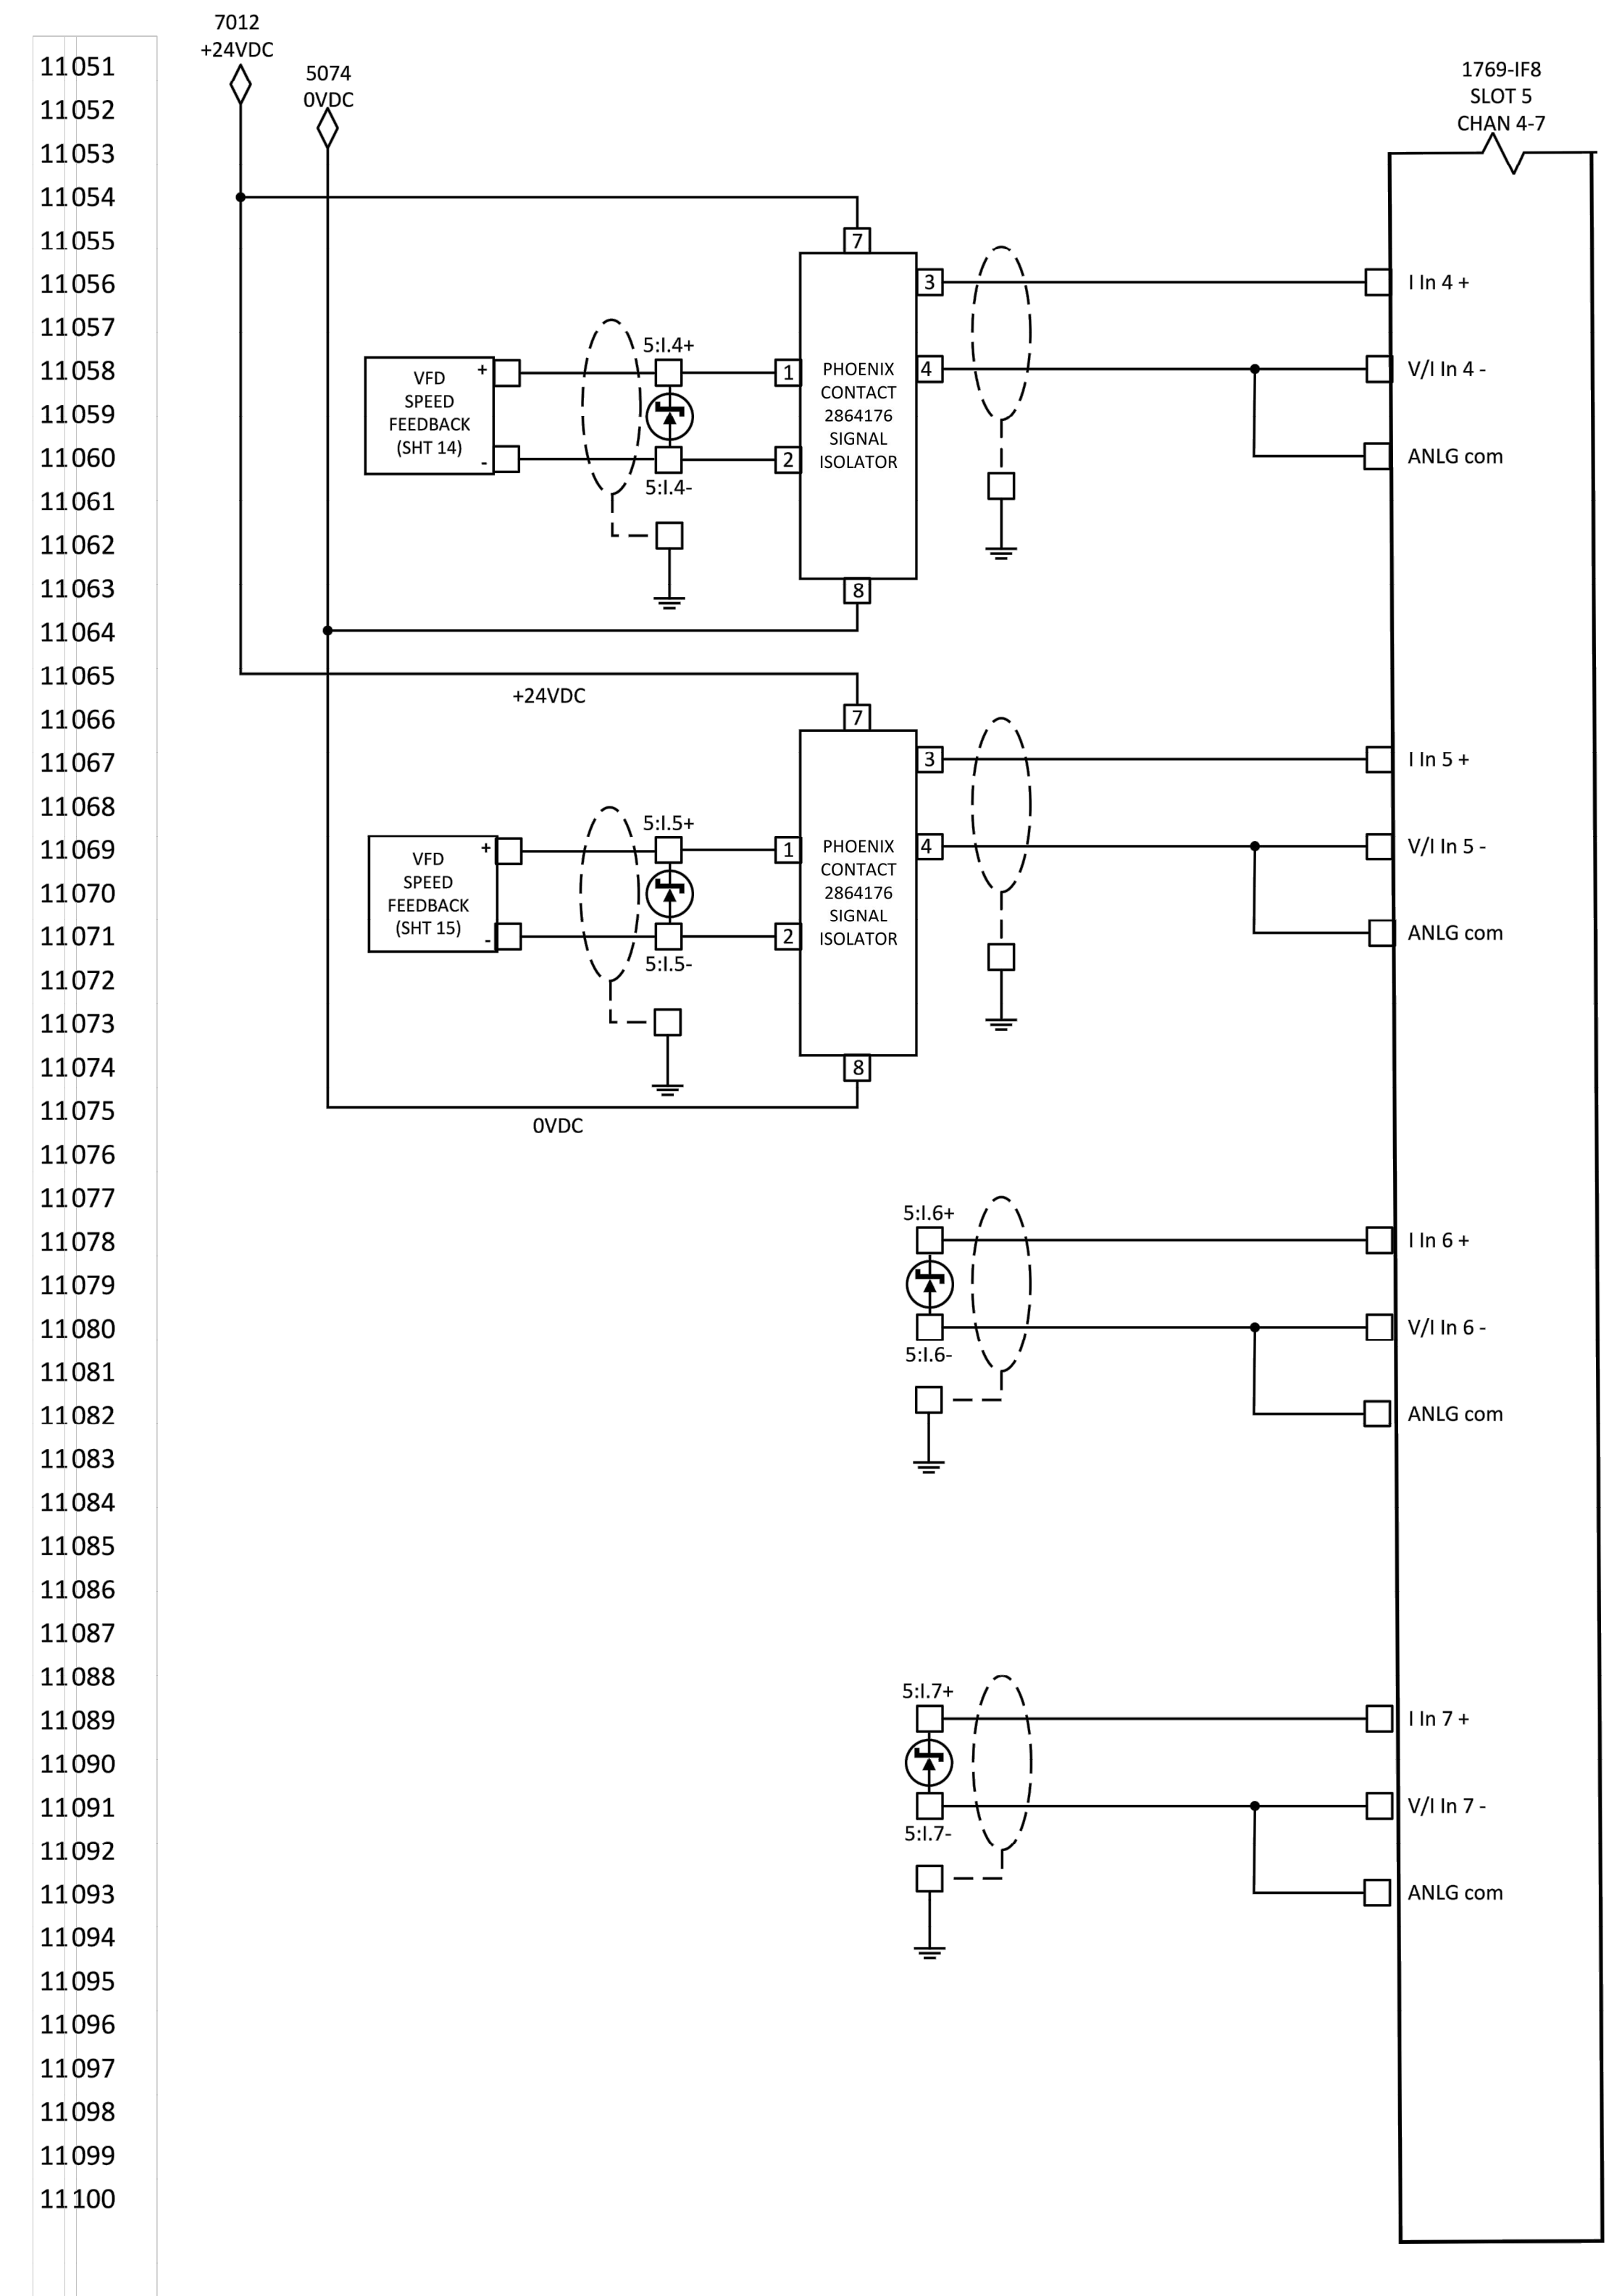 7012
+24VDC
5074
0VDC
1769-IF8
SLOT 5
CHAN 4-7
11051
11052
11053
11054
11055
11056
11057
11058
11059
11060
11061
11062
11063
11064
11065
11066
11067
11068
11069
11070
11071
11072
11073
11074
11075
11076
11077
11078
11079
11080
11081
11082
11083
11084
11085
11086
11087
11088
11089
11090
11091
11092
11093
11094
11095
11096
11097
11098
11099
11100
7
3
I In 4 +
5:I.4+
VFD
SPEED
FEEDBACK
(SHT 14)
+
-
1
2
PHOENIX
CONTACT
2864176
SIGNAL
ISOLATOR
4
V/I In 4 -
ANLG com
5:I.4-
8
+24VDC
7
3
I In 5 +
5:I.5+
VFD
SPEED
FEEDBACK
(SHT 15)
+
-
1
2
PHOENIX
CONTACT
2864176
SIGNAL
ISOLATOR
4
V/I In 5 -
ANLG com
5:I.5-
8
0VDC
5:I.6+
I In 6 +
V/I In 6 -
5:I.6-
ANLG com
5:I.7+
I In 7 +
V/I In 7 -
5:I.7-
ANLG com